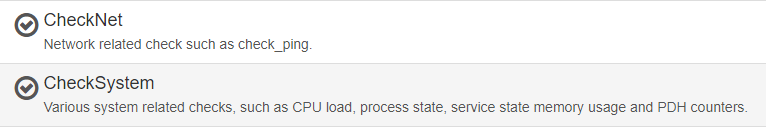 CheckNet
Network related check such as check_ping.
CheckSystem
Various system related checks, such as CPU load, process state, service state memory usage and PDH counters.